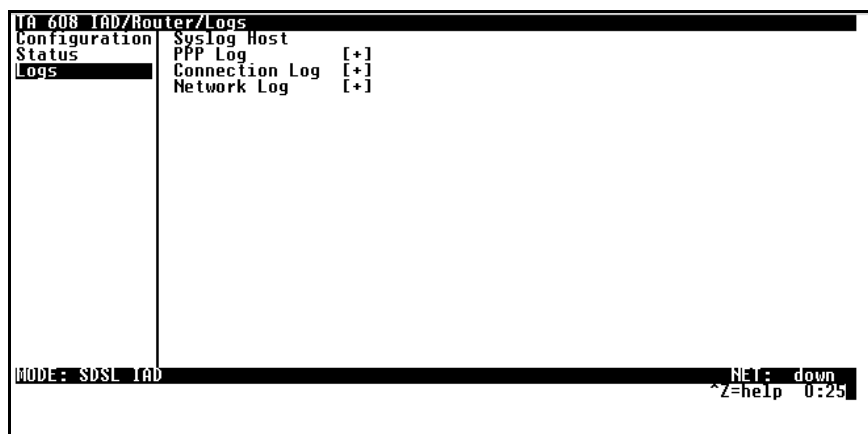 TA 608 IAD/Router/Logs
Configuration Syslog Host
Status PPP Log [+]
Logs Connection Log [+]
Network Log [+]
MODE: SDSL IAD NET: down
^Z=help 0:25